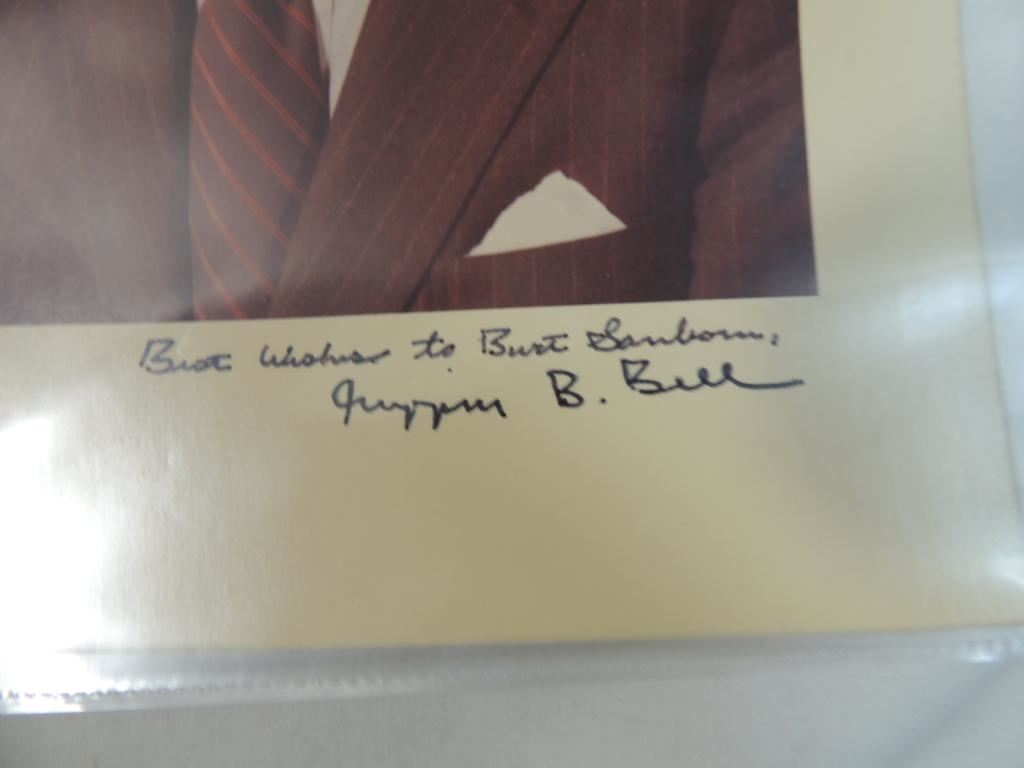 Best Wishes to Burt Sanborn,
Griffin B. Bell